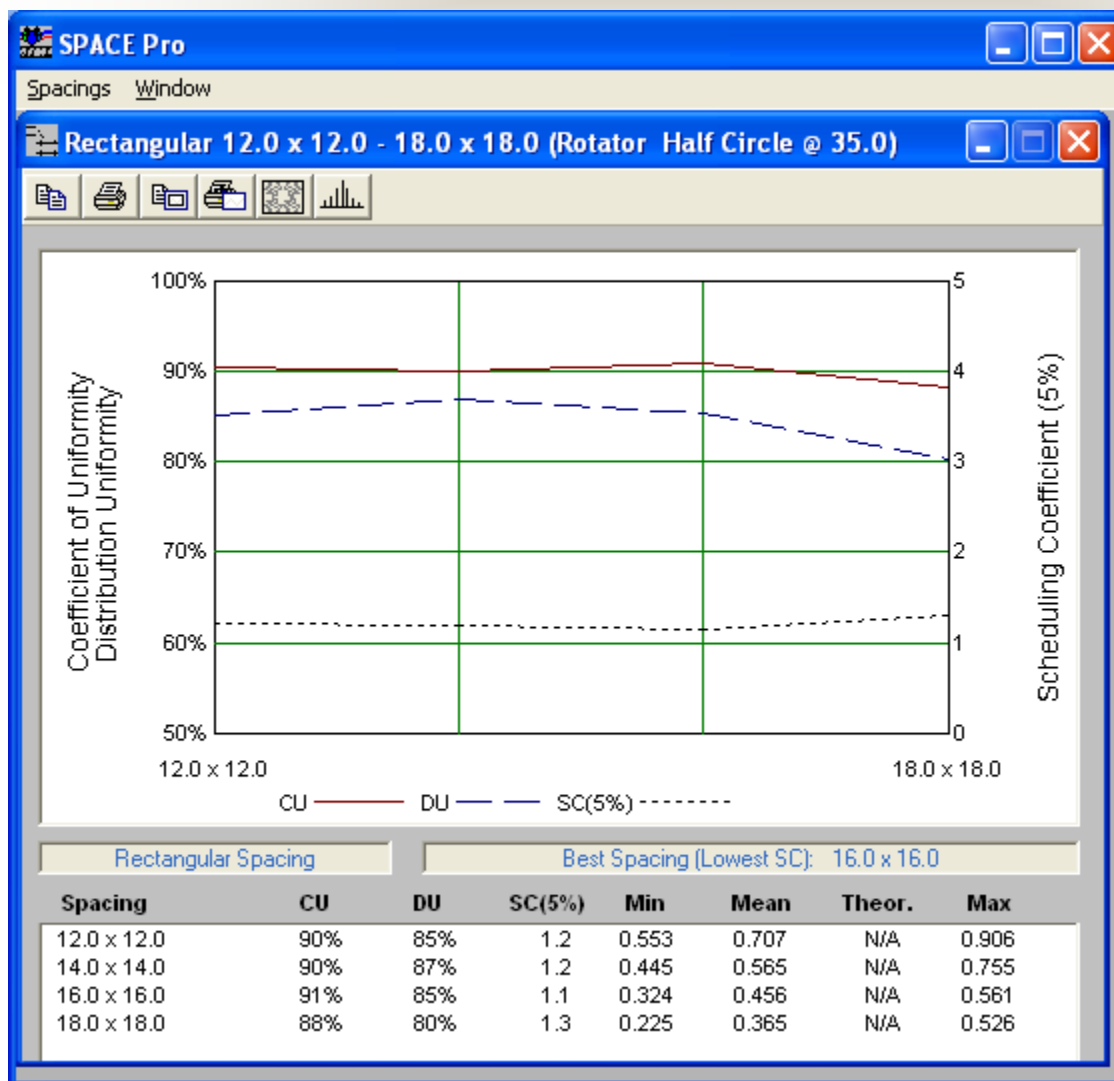 SPACE Pro
Spacings Window
Rectangular 12.0 x 12.0 - 18.0 x 18.0 (Rotator Half Circle @ 35.0)
100%
90%
80%
70%
60%
50%
Coefficient of Uniformity
Distribution Uniformity
5
4
3
2
1
0
Scheduling Coefficient (5%)
12.0 x 12.0 18.0 x 18.0
CU DU SC(5%)
Rectangular Spacing Best Spacing (Lowest SC): 16.0 x 16.0
Spacing CU DU SC(5%) Min Mean Theor. Max
12.0 x 12.0 90% 85% 1.2 0.553 0.707 N/A 0.906
14.0 x 14.0 90% 87% 1.2 0.445 0.565 N/A 0.755
16.0 x 16.0 91% 85% 1.1 0.324 0.456 N/A 0.561
18.0 x 18.0 88% 80% 1.3 0.225 0.365 N/A 0.526